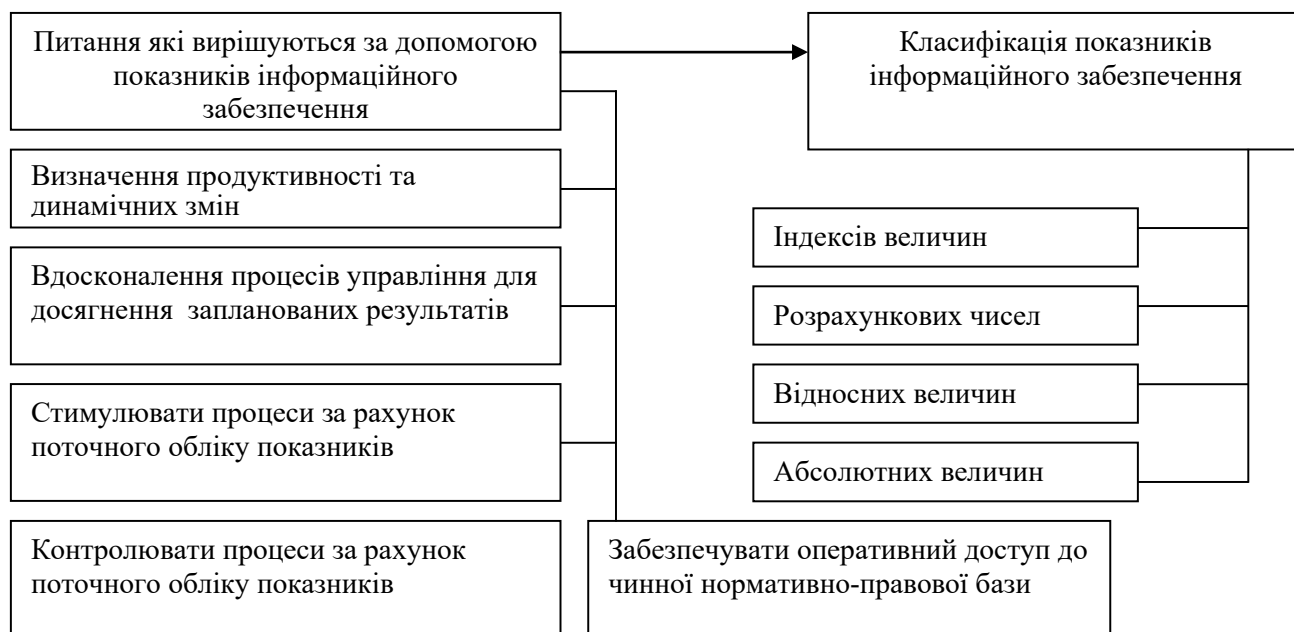 Питання які вирішуються за допомогою
показників інформаційного
забезпечення
Класифікація показників
інформаційного забезпечення
Визначення продуктивності та
динамічних змін
Вдосконалення процесів управління для
досягнення запланованих результатів
Стимулювати процеси за рахунок
поточного обліку показників
Контролювати процеси за рахунок
поточного обліку показників
Забезпечувати оперативний доступ до
чинної нормативно-правової бази
Індексів величин
Розрахункових чисел
Відносних величин
Абсолютних величин